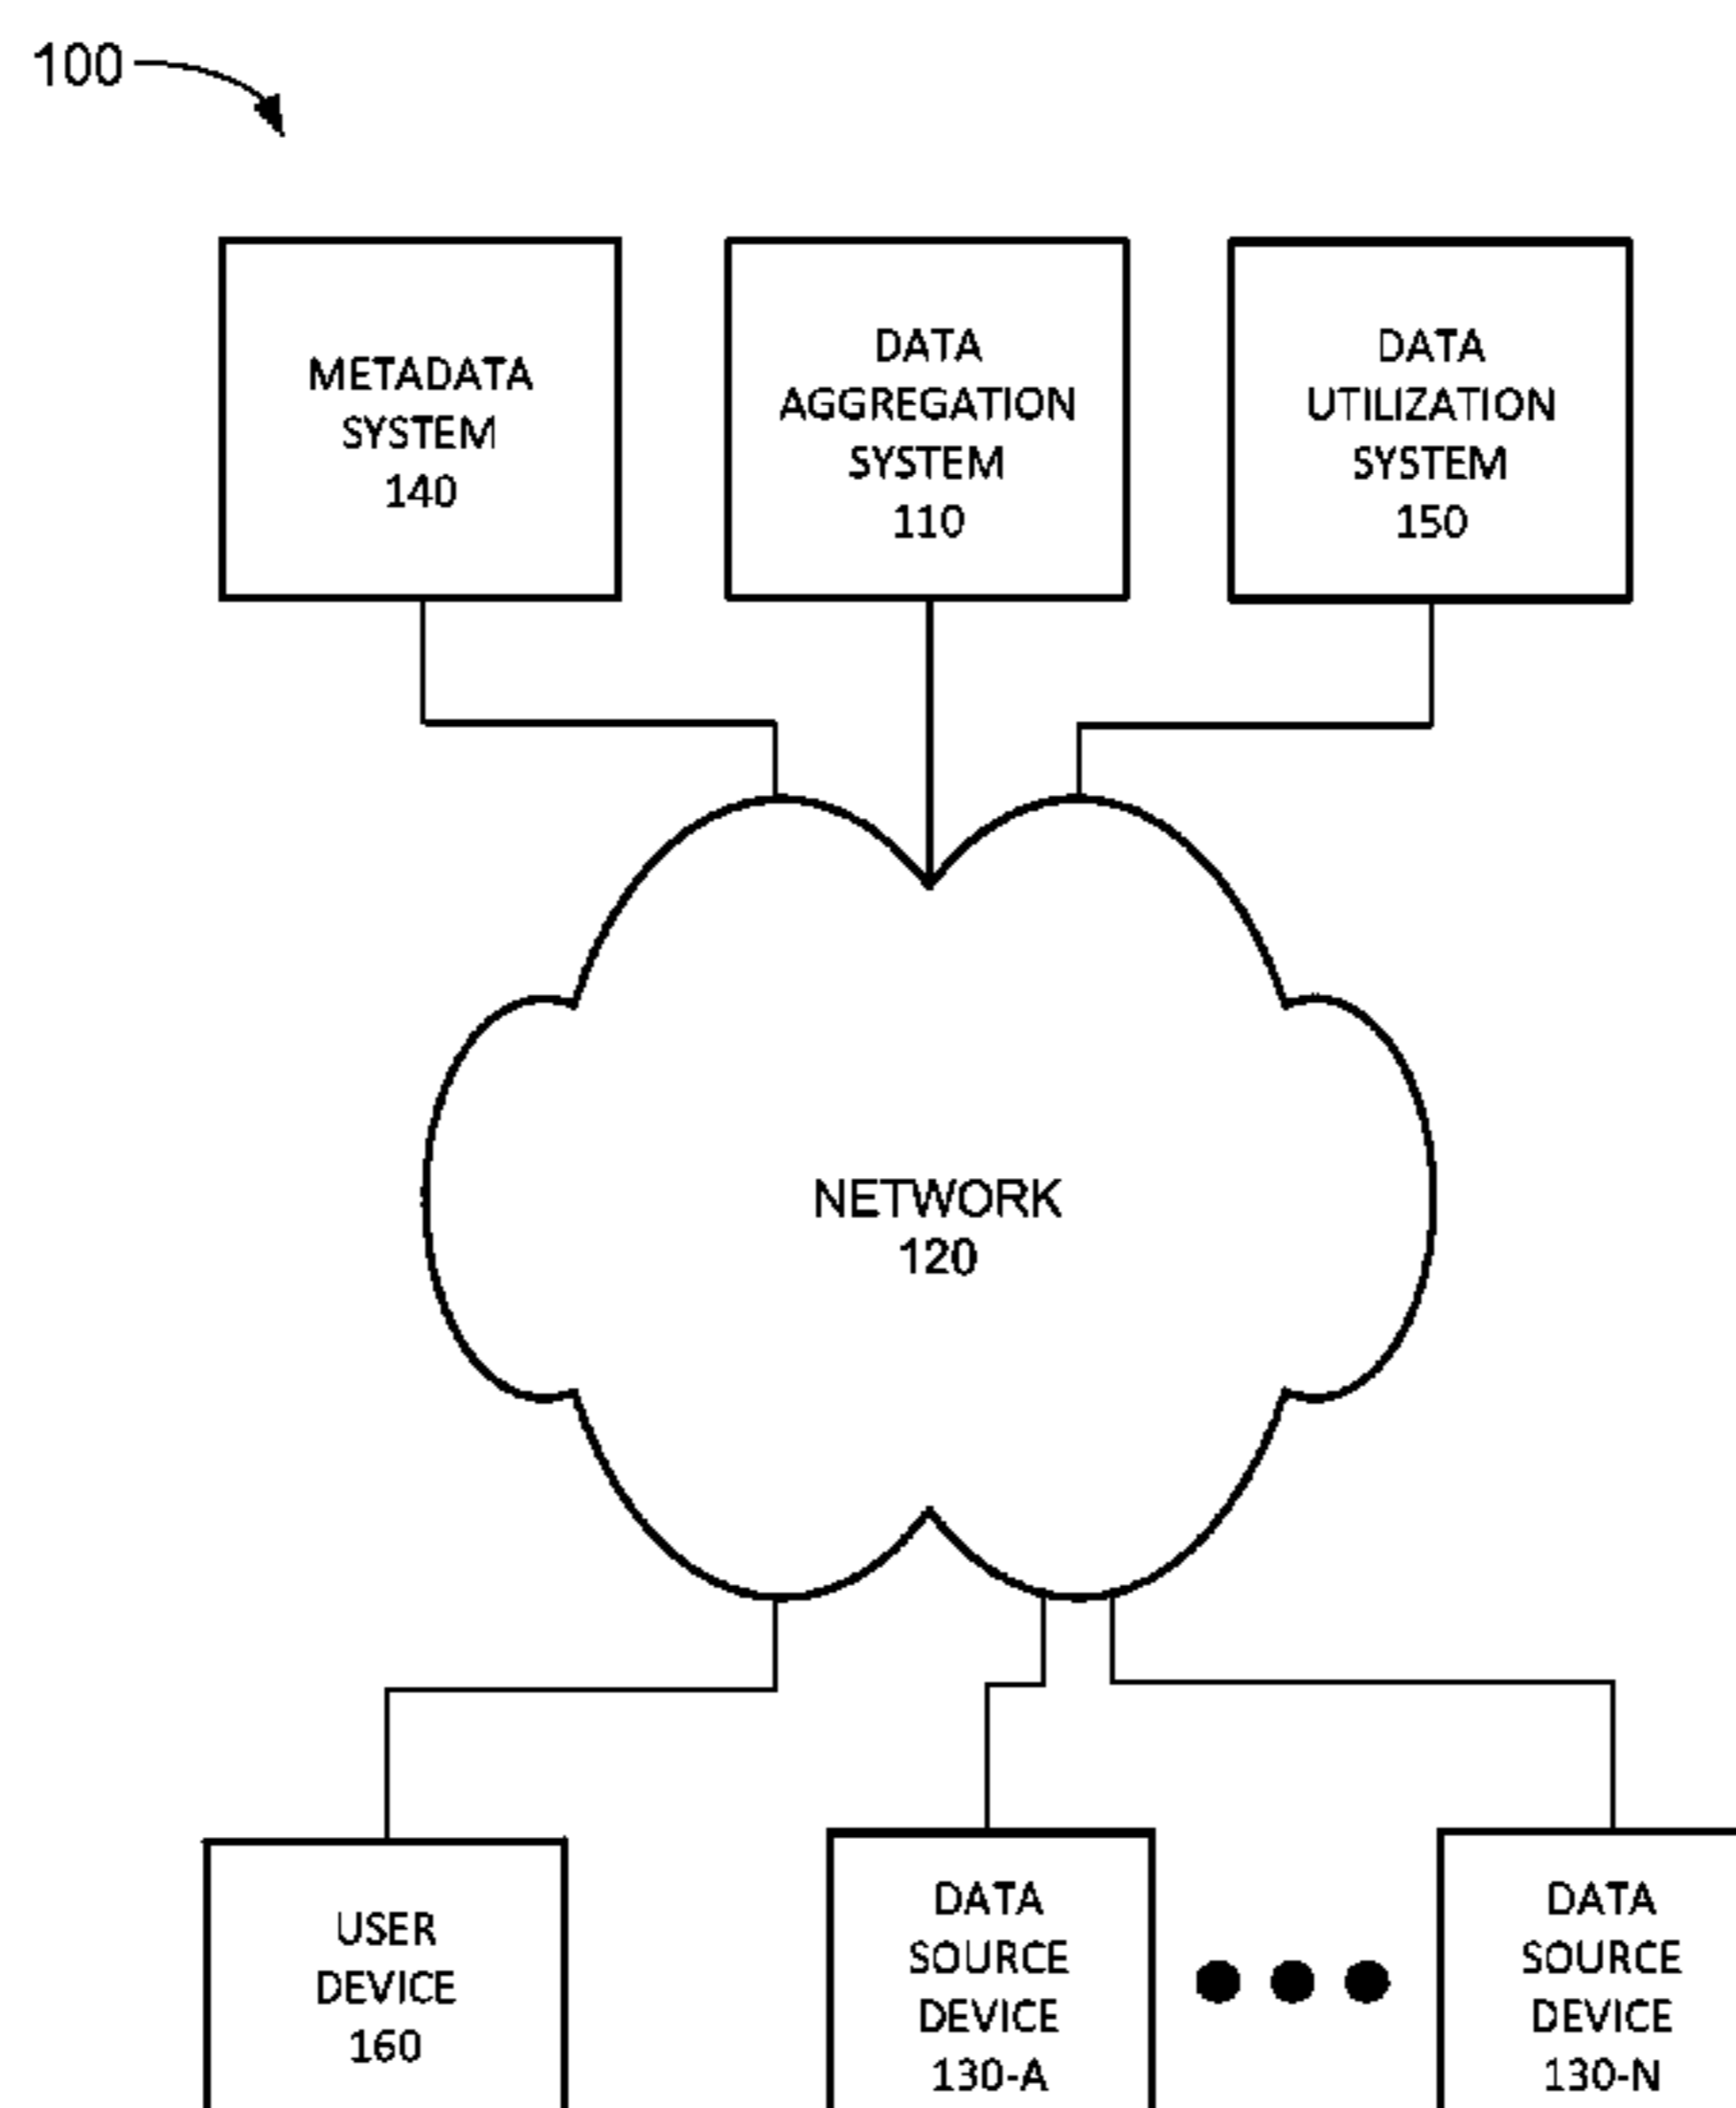 100
METADATA
SYSTEM
140
DATA
AGGREGATION
SYSTEM
110
DATA
UTILIZATION
SYSTEM
150
NETWORK
120
USER
DEVICE
160
DATA
SOURCE
DEVICE
130-A
DATA
SOURCE
DEVICE
130-N